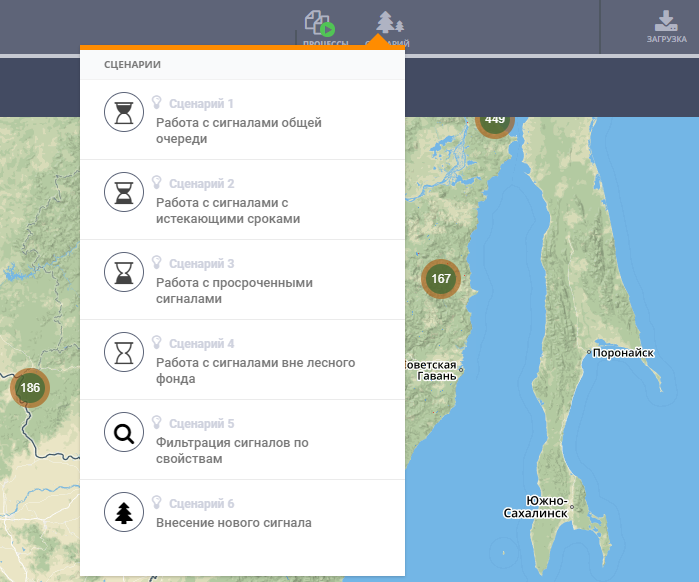 ПРОЦЕССЫ
СЦЕНАРИЙ
ЗАГРУЗКА
СЦЕНАРИИ
Сценарий 1
Работа с сигналами общей
очереди
Сценарий 2
Работа с сигналами с
истекающими сроками
Сценарий 3
Работа с просроченными
сигналами
Сценарий 4
Работа с сигналами вне лесного
фонда
Сценарий 5
Фильтрация сигналов по
свойствам
Сценарий 6
Внесение нового сигнала
449
167
186
Поронайск
оветская
Гавань
Южно-
Сахалинск